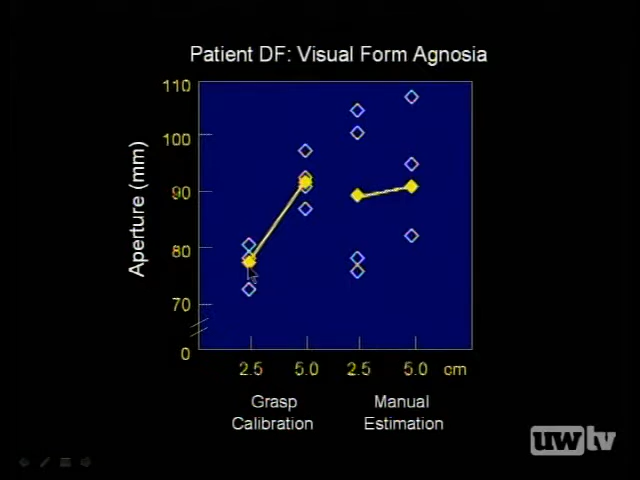 Patient DF: Visual Form Agnosia
110
100
90
80
70
0
Aperture (mm)
2.5 5.0 2.5 5.0 cm
Grasp Calibration
Manual Estimation
uwtv